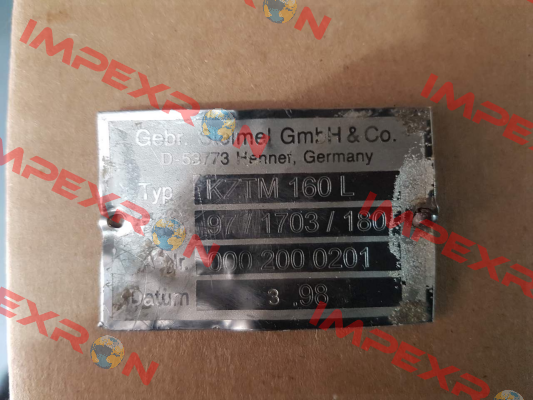 IMPEXRON
IMPEXRON
Gebr. Steimel GmbH & Co.
D-53773 Hennef, Germany
Typ KZTM 160 L
97 / 1703 / 180
000 200 0201
Datum 3 .98
IMPEXRON
IMPEXRON